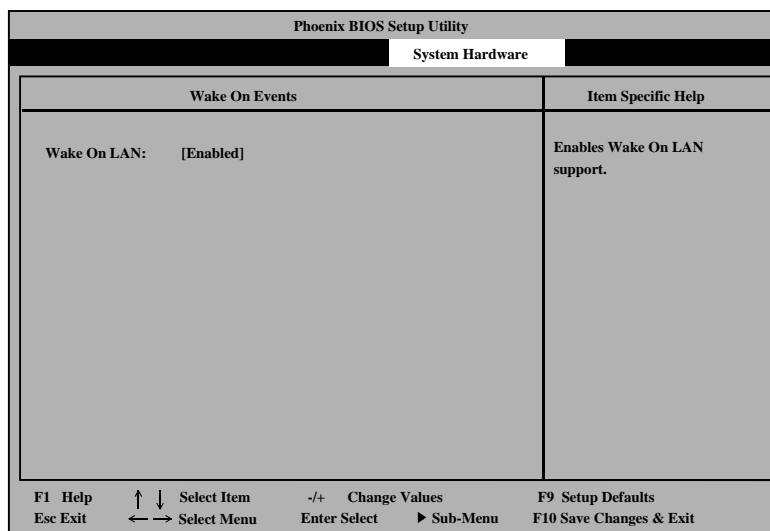 Phoenix BIOS Setup Utility
System Hardware
Wake On Events
Item Specific Help
Wake On LAN: [Enabled]
Enables Wake On LAN
support.
F1 Help ↑ ↓ Select Item -/+ Change Values F9 Setup Defaults
Esc Exit ← → Select Menu Enter Select ▶ Sub-Menu F10 Save Changes & Exit